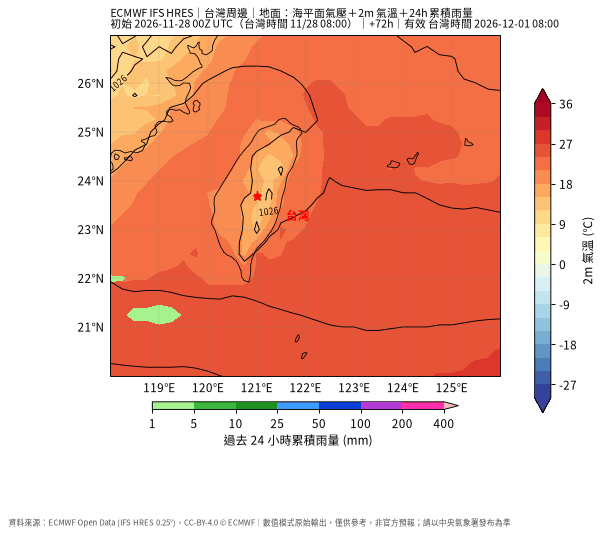 ECMWF IFS HRES｜台灣周邊｜地面：海平面氣壓＋2m 氣溫＋24h 累積雨量
初始 2026-11-28 00Z UTC（台灣時間 11/28 08:00）｜+72h｜有效 台灣時間 2026-12-01 08:00
26°N
25°N
24°N
23°N
22°N
21°N
1026
1026
台灣
119°E 120°E 121°E 122°E 123°E 124°E 125°E
36
27
18
9
0
-9
-18
-27
2m 氣溫 (°C)
1 5 10 25 50 100 200 400
過去 24 小時累積雨量 (mm)
資料來源：ECMWF Open Data (IFS HRES 0.25°)，CC-BY-4.0 © ECMWF｜數值模式原始輸出，僅供參考，非官方預報；請以中央氣象署發布為準